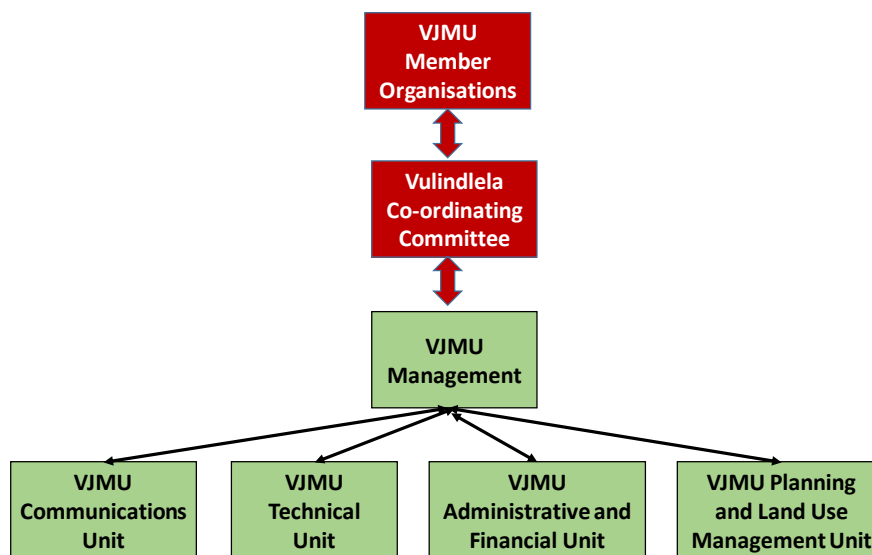 VJMU
Member
Organisations
Vulindlela
Co-ordinating
Committee
VJMU
Management
VJMU
Communications
Unit
VJMU
Technical
Unit
VJMU
Administrative and
Financial Unit
VJMU Planning
and Land Use
Management Unit